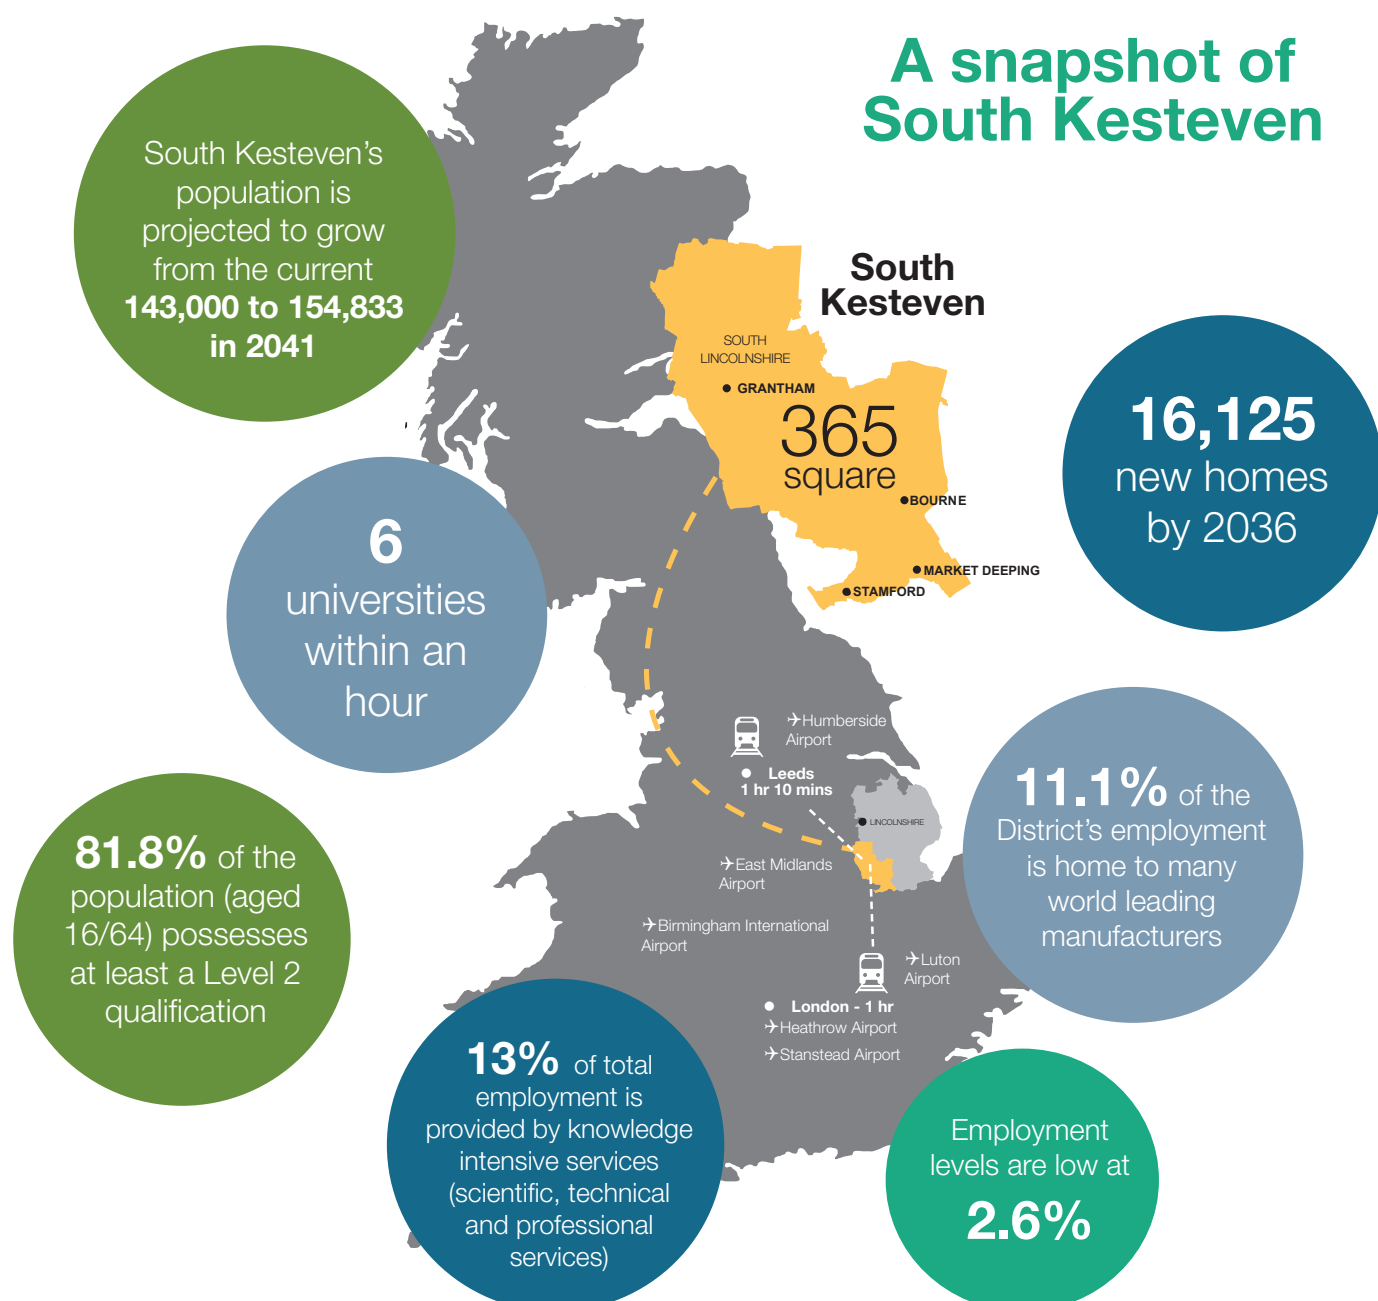 A snapshot of
South Kesteven
South Kesteven's
population is
projected to grow
from the current
143,000 to 154,833
in 2041
South
Kesteven
SOUTH
LINCOLNSHIRE
GRANTHAM
365
square
BOURNE
MARKET DEEPING
STAMFORD
16,125
new homes
by 2036
6
universities
within an
hour
Humberside
Airport
Leeds
1 hr 10 mins
LINCOLNSHIRE
East Midlands
Airport
Birmingham International
Airport
Luton
Airport
London - 1 hr
Heathrow Airport
Stanstead Airport
11.1% of the
District's employment
is home to many
world leading
manufacturers
81.8% of the
population (aged
16/64) possesses
at least a Level 2
qualification
13% of total
employment is
provided by knowledge
intensive services
(scientific, technical
and professional
services)
Employment
levels are low at
2.6%